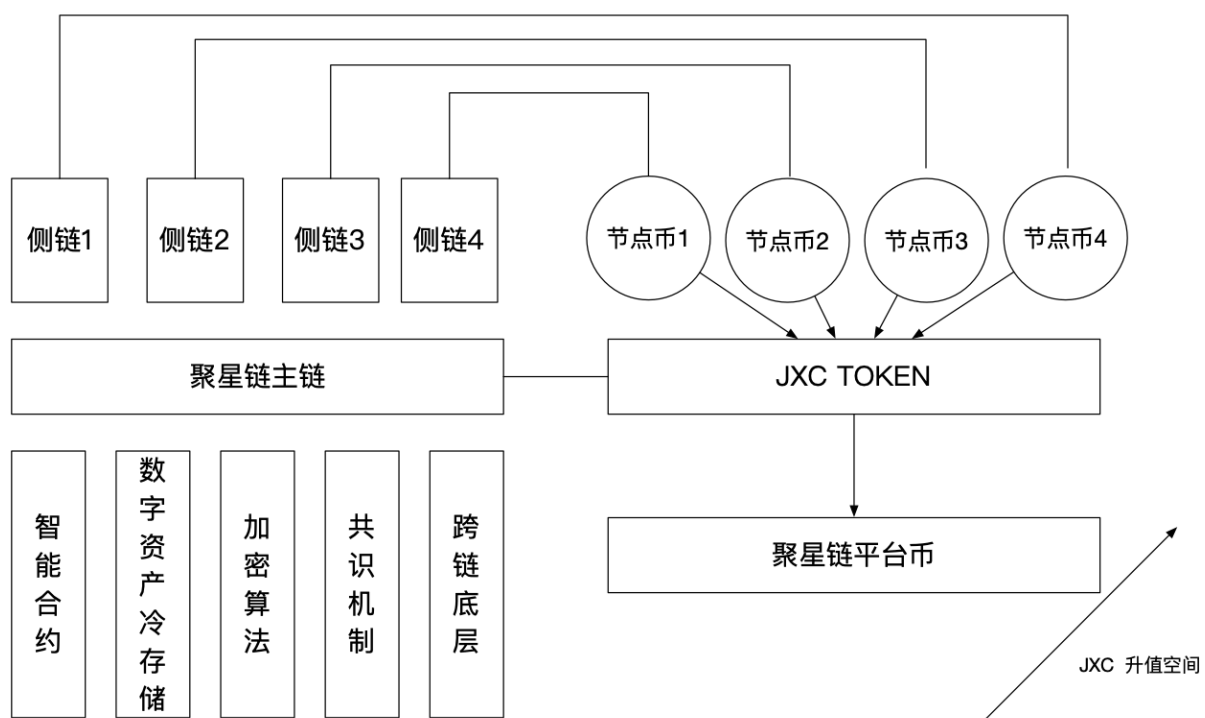 侧链1
侧链2
侧链3
侧链4
节点币1
节点币2
节点币3
节点币4
聚星链主链
JXC TOKEN
智能合约
数字资产冷存储
加密算法
共识机制
跨链底层
聚星链平台币
JXC 升值空间